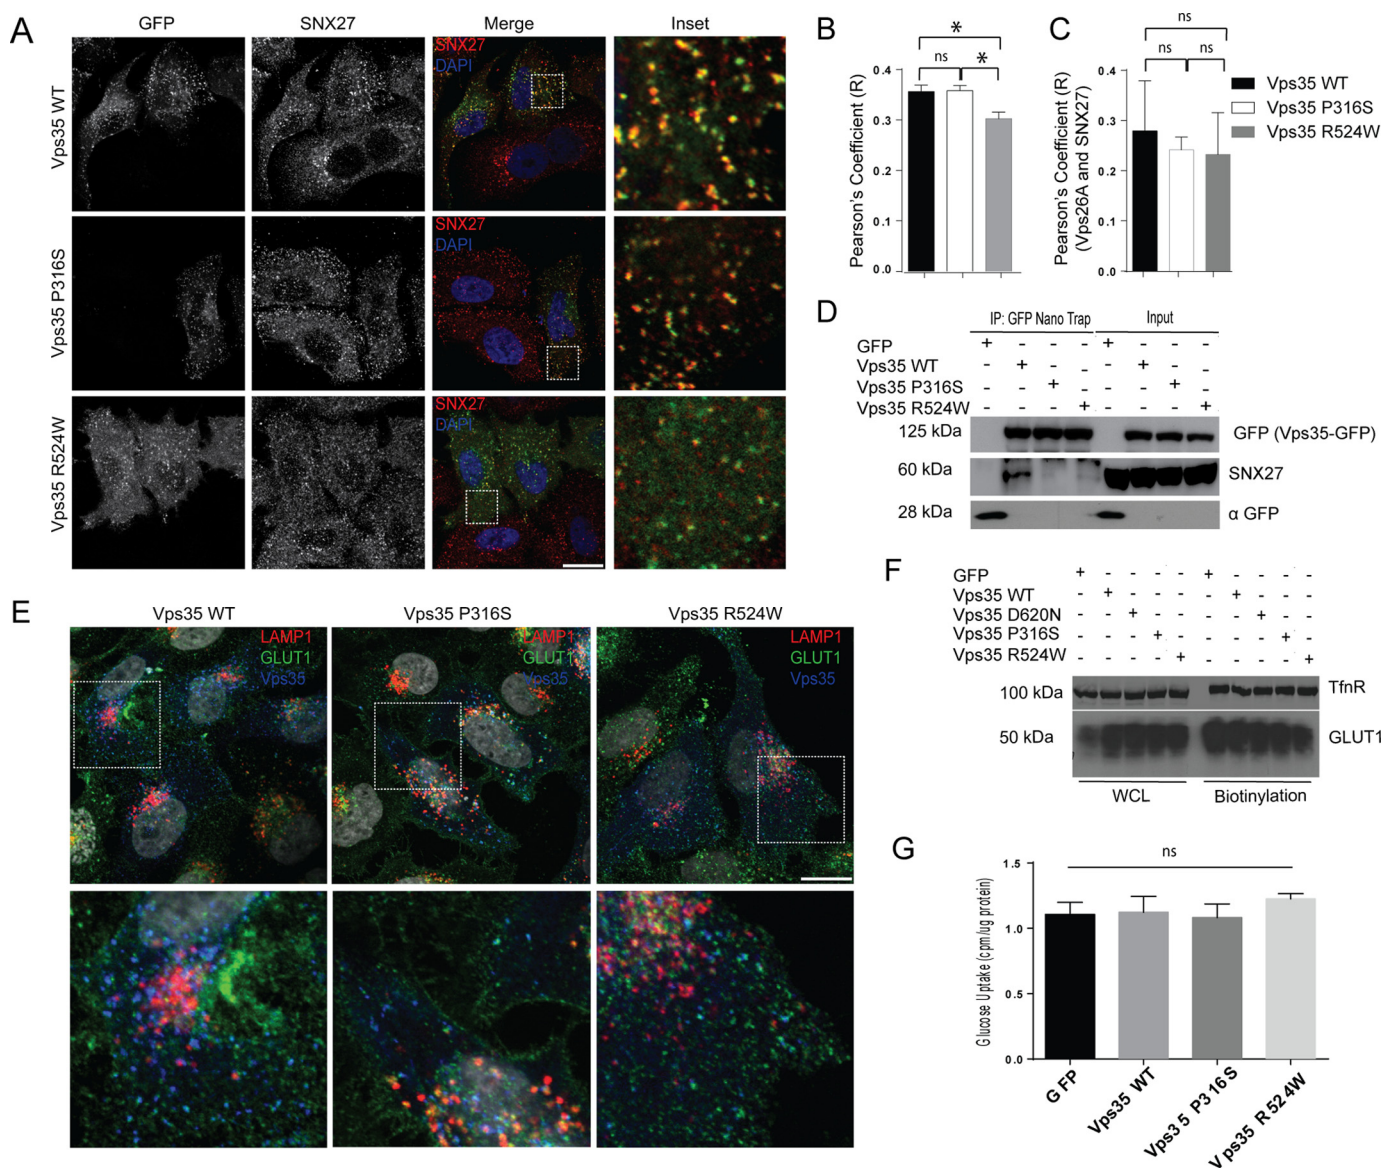 A
GFP
SNX27
Merge
Inset
Vps35 WT
SNX27
DAPI
Vps35 P316S
SNX27
DAPI
Vps35 R524W
SNX27
DAPI
B
*
ns
*
Pearson's Coefficient (R)
0.4
0.3
0.2
0.1
0.0
C
ns
ns
ns
Pearson's Coefficient (R)
(Vps26A and SNX27)
0.4
0.3
0.2
0.1
0.0
Vps35 WT
Vps35 P316S
Vps35 R524W
D
IP: GFP Nano Trap
Input
GFP + - - - + - - -
Vps35 WT - + - - - + - -
Vps35 P316S - - + - - - + -
Vps35 R524W - - - + - - - +
125 kDa
GFP (Vps35-GFP)
60 kDa
SNX27
28 kDa
α GFP
E
Vps35 WT
Vps35 P316S
Vps35 R524W
LAMP1
GLUT1
Vps35
LAMP1
GLUT1
Vps35
LAMP1
GLUT1
Vps35
F
GFP + - - - - + - - - -
Vps35 WT - + - - - - + - - -
Vps35 D620N - - + - - - - + - -
Vps35 P316S - - - + - - - - + -
Vps35 R524W - - - - + - - - - +
100 kDa
TfnR
50 kDa
GLUT1
WCL
Biotinylation
G
ns
Glucose Uptake (cpm/ug protein)
1.5
1.0
0.5
0.0
GFP
Vps35 WT
Vps3 5 P316S
V ps35 R 524W